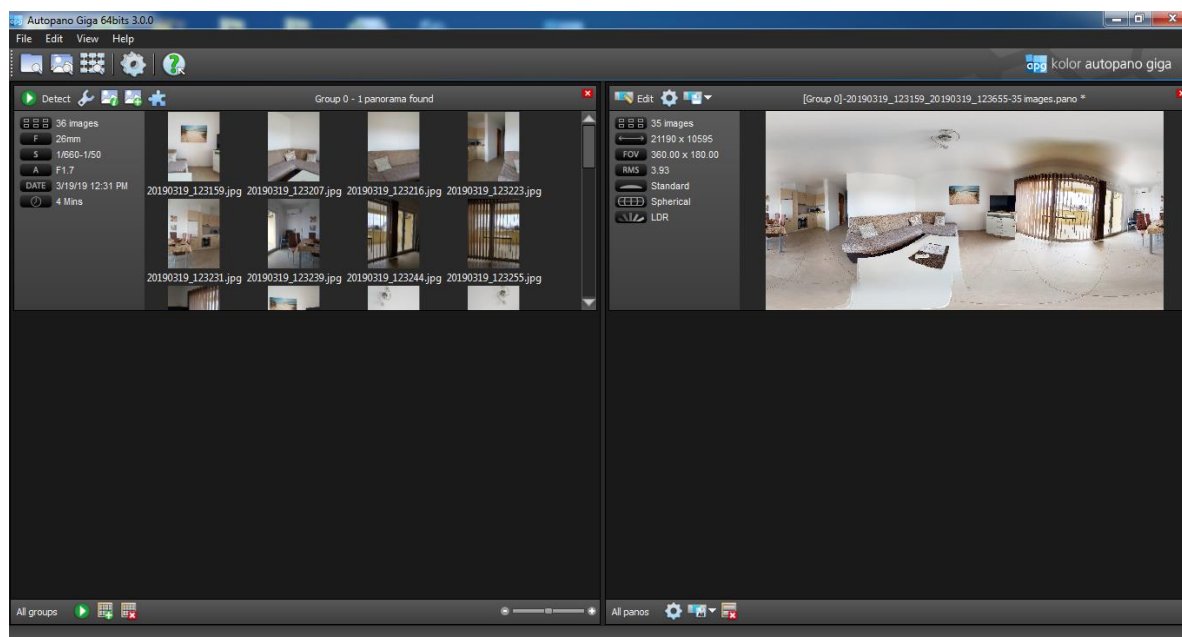 Autopano Giga 64bits 3.0.0
File Edit View Help
apg kolor autopano giga
Detect
Group 0 - 1 panorama found
36 images
F 26mm
S 1/660-1/50
A F1.7
DATE 3/19/19 12:31 PM
4 Mins
20190319_123159.jpg 20190319_123207.jpg 20190319_123216.jpg 20190319_123223.jpg
20190319_123231.jpg 20190319_123239.jpg 20190319_123244.jpg 20190319_123255.jpg
All groups
Edit
[Group 0]-20190319_123159_20190319_123655-35 images.pano *
35 images
21190 x 10595
FOV 360.00 x 180.00
RMS 3.93
Standard
Spherical
LDR
All panos